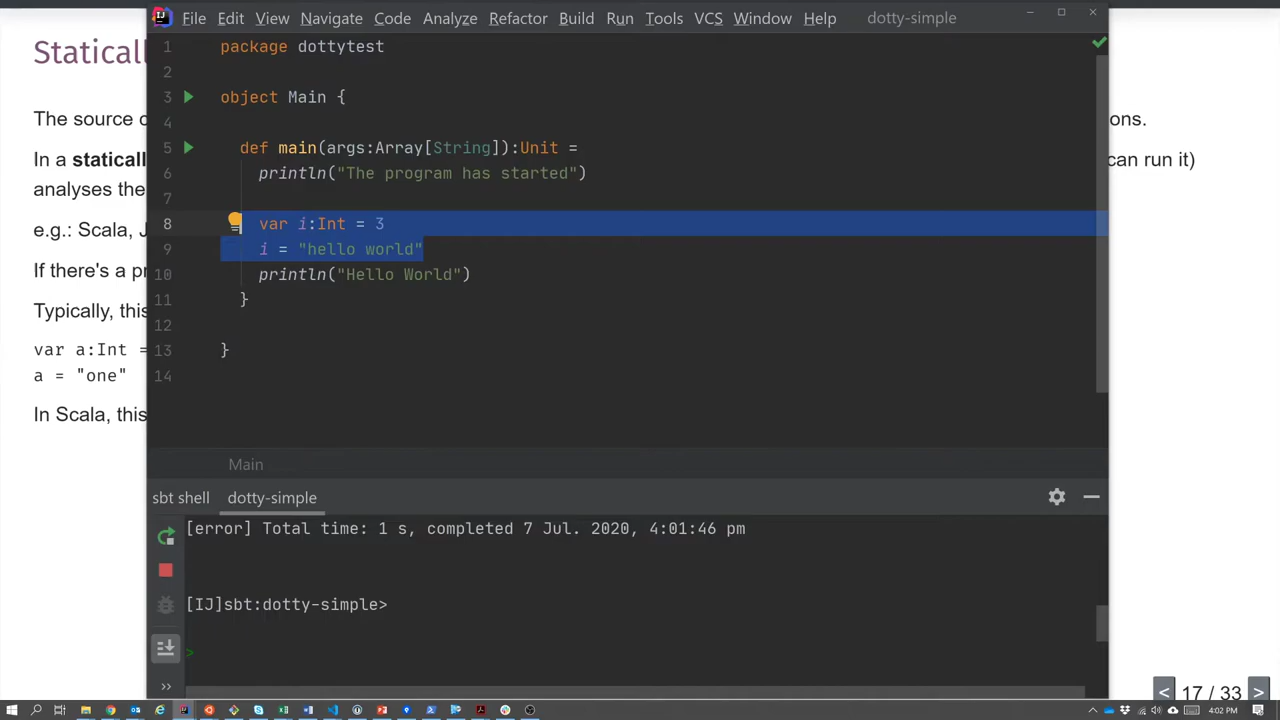 File Edit View Navigate Code Analyze Refactor Build Run Tools VCS Window Help dotty-simple
Staticall
The source c
ons.
In a staticall
can run it)
analyses the
e.g.: Scala, J
If there's a pr
Typically, this
var a:Int =
a = "one"
In Scala, this
1 package dottytest
2
3 object Main {
4
5 def main(args:Array[String]):Unit =
6 println("The program has started")
7
8 var i:Int = 3
9 i = "hello world"
10 println("Hello World")
11 }
12
13 }
14
Main
sbt shell dotty-simple
[error] Total time: 1 s, completed 7 Jul. 2020, 4:01:46 pm
[IJ]sbt:dotty-simple>
>
»
< 17 / 33 >
4:02 PM